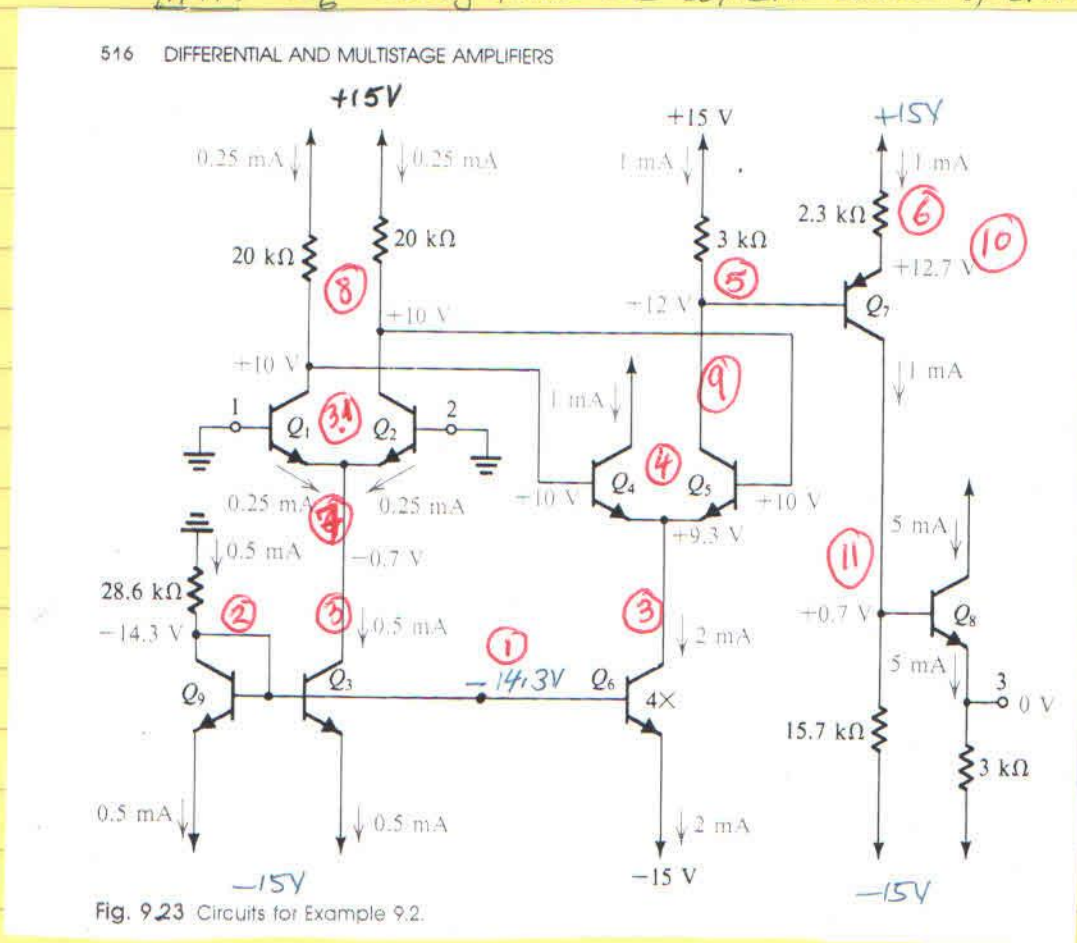 516 DIFFERENTIAL AND MULTISTAGE AMPLIFIERS
+15V
+15 V
+15V
0.25 mA
0.25 mA
1 mA
1 mA
20 kΩ
20 kΩ
3 kΩ
2.3 kΩ
6
10
8
5
+12.7 V
+10 V
+12 V
Q7
+10 V
9
1 mA
1 mA
1
Q1
3.1
Q2
2
4
Q4
Q5
0.25 mA
0.25 mA
+10 V
+10 V
+9.3 V
5 mA
0.5 mA
−0.7 V
11
28.6 kΩ
2
3
3
+0.7 V
Q8
−14.3 V
0.5 mA
1
2 mA
5 mA
3
0 V
Q9
Q3
-14.3V
Q6
4X
15.7 kΩ
3 kΩ
0.5 mA
0.5 mA
2 mA
-15V
−15 V
-15V
Fig. 9.23 Circuits for Example 9.2.